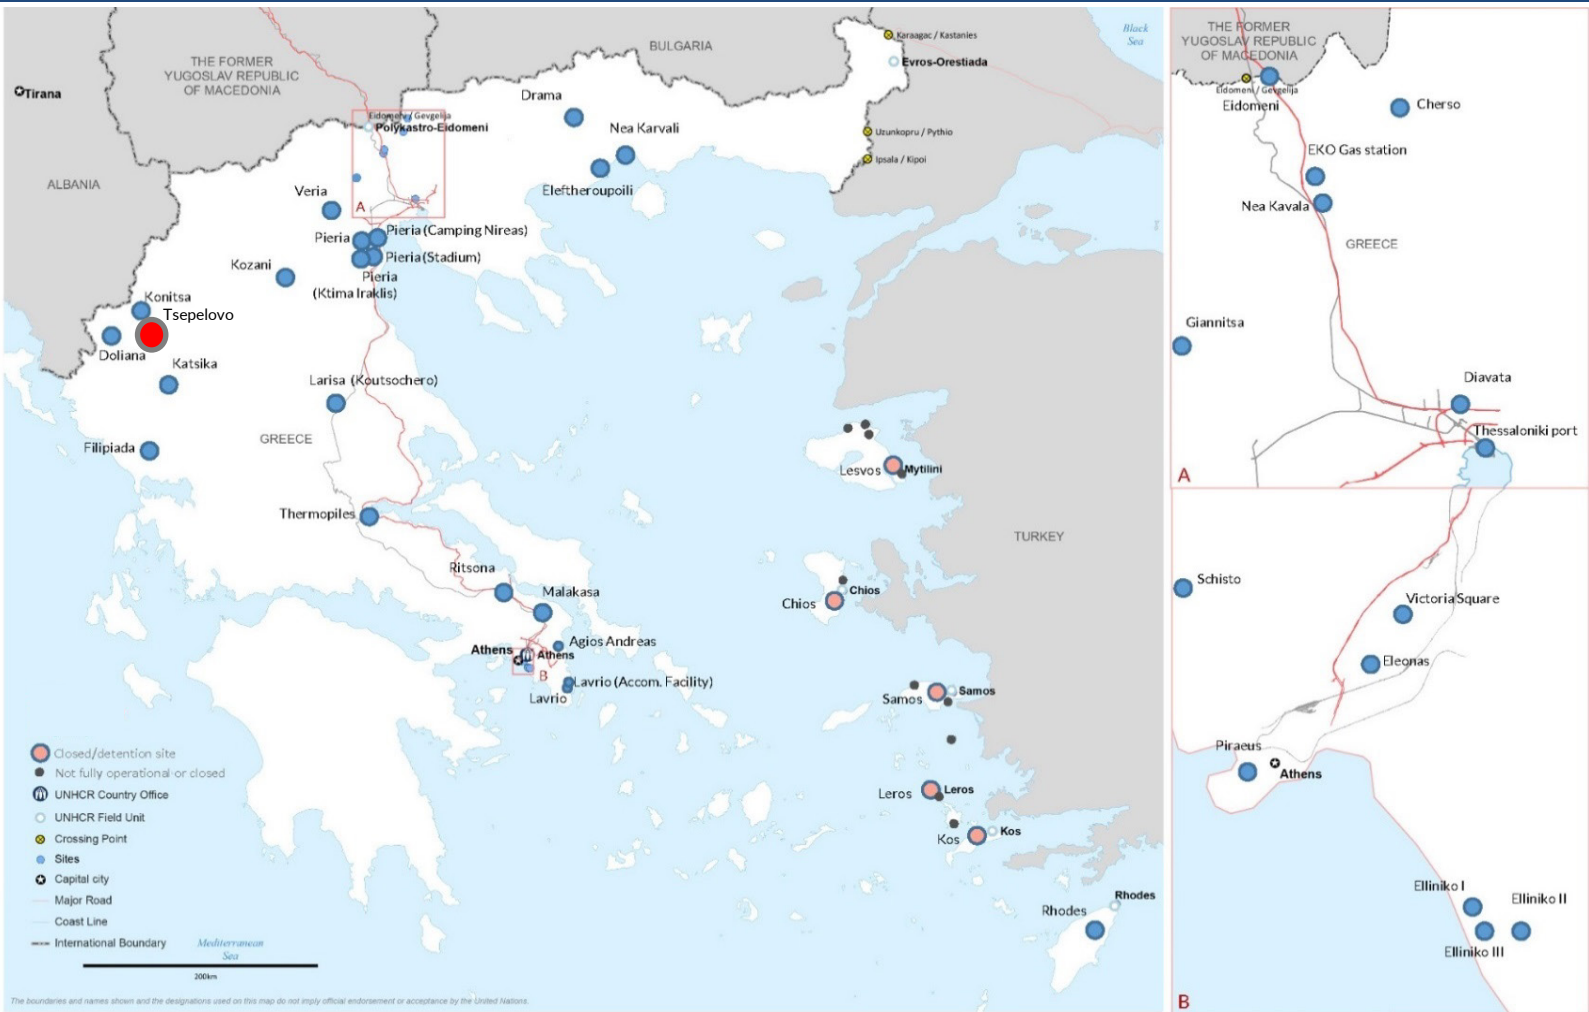 Black
Sea
BULGARIA
Karaagac / Kastanies
Evros-Orestiada
THE FORMER
YUGOSLAV REPUBLIC
OF MACEDONIA
Tirana
Drama
Eidomeni / Gevgelija
Polykastro-Eidomeni
Nea Karvali
Uzunkopru / Pythio
Ipsala / Kipoi
ALBANIA
Veria
Eleftheroupoili
A
Pieria
Pieria (Camping Nireas)
Kozani
Pieria (Stadium)
Pieria
(Ktima Iraklis)
Konitsa
Tsepelovo
Doliana
Katsika
Larisa (Koutsochero)
GREECE
Filipiada
Lesvos
Mytilini
Thermopiles
TURKEY
Ritsona
Malakasa
Chios
Chios
Agios Andreas
Athens
Athens
B
Lavrio (Accom. Facility)
Lavrio
Samos
Samos
Leros
Leros
Kos
Kos
Rhodes
Rhodes
Closed/detention site
Not fully operational or closed
UNHCR Country Office
UNHCR Field Unit
Crossing Point
Sites
Capital city
Major Road
Coast Line
International Boundary
Mediterranean
Sea
200km
The boundaries and names shown and the designations used on this map do not imply official endorsement or acceptance by the United Nations.
THE FORMER
YUGOSLAV REPUBLIC
OF MACEDONIA
Eidomeni / Gevgelija
Eidomeni
Cherso
EKO Gas station
Nea Kavala
GREECE
Giannitsa
Diavata
Thessaloniki port
A
Schisto
Victoria Square
Eleonas
Piraeus
Athens
Elliniko I
Elliniko II
Elliniko III
B